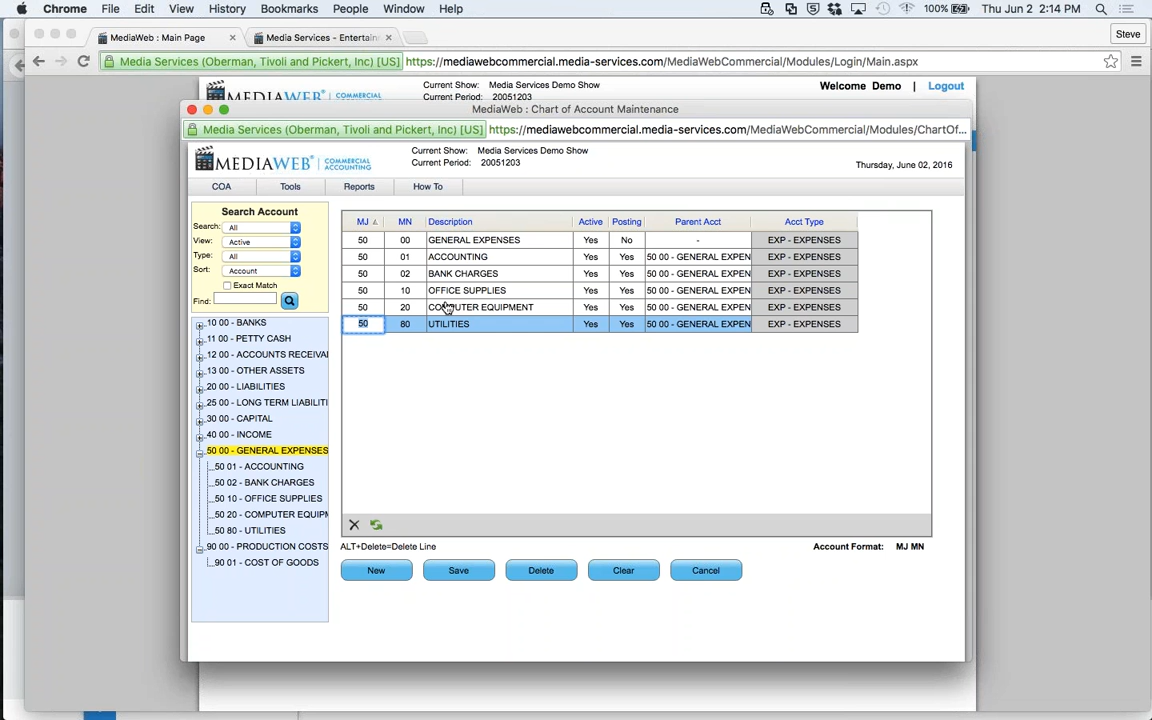 Chrome File Edit View History Bookmarks People Window Help 100% Thu Jun 2 2:14 PM
MediaWeb : Main Page Media Services - Entertain Steve
Media Services (Oberman, Tivoli and Pickert, Inc) [US] https://mediawebcommercial.media-services.com/MediaWebCommercial/Modules/Login/Main.aspx
MEDIAWEB COMMERCIAL Current Show: Media Services Demo Show Welcome Demo | Logout
Current Period: 20051203
MediaWeb : Chart of Account Maintenance
Media Services (Oberman, Tivoli and Pickert, Inc) [US] https://mediawebcommercial.media-services.com/MediaWebCommercial/Modules/ChartOf...
MEDIAWEB COMMERCIAL ACCOUNTING
Current Show: Media Services Demo Show
Current Period: 20051203
Thursday, June 02, 2016
COA Tools Reports How To
Search Account
Search: All
View: Active
Type: All
Sort: Account
Exact Match
Find:
10 00 - BANKS
11 00 - PETTY CASH
12 00 - ACCOUNTS RECEIVA
13 00 - OTHER ASSETS
20 00 - LIABILITIES
25 00 - LONG TERM LIABILITI
30 00 - CAPITAL
40 00 - INCOME
50 00 - GENERAL EXPENSES
50 01 - ACCOUNTING
50 02 - BANK CHARGES
50 10 - OFFICE SUPPLIES
50 20 - COMPUTER EQUIPM
50 80 - UTILITIES
90 00 - PRODUCTION COSTS
90 01 - COST OF GOODS
MJ MN Description Active Posting Parent Acct Acct Type
50 00 GENERAL EXPENSES Yes No - EXP - EXPENSES
50 01 ACCOUNTING Yes Yes 50 00 - GENERAL EXPEN EXP - EXPENSES
50 02 BANK CHARGES Yes Yes 50 00 - GENERAL EXPEN EXP - EXPENSES
50 10 OFFICE SUPPLIES Yes Yes 50 00 - GENERAL EXPEN EXP - EXPENSES
50 20 COMPUTER EQUIPMENT Yes Yes 50 00 - GENERAL EXPEN EXP - EXPENSES
50 80 UTILITIES Yes Yes 50 00 - GENERAL EXPEN EXP - EXPENSES
ALT+Delete=Delete Line Account Format: MJ MN
New Save Delete Clear Cancel